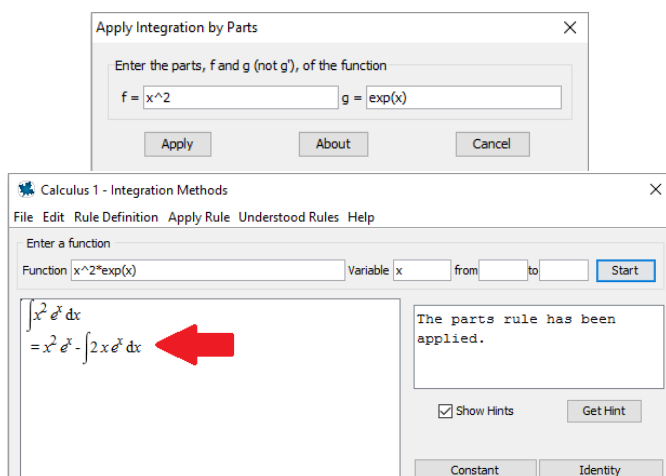 Apply Integration by Parts
Enter the parts, f and g (not g'), of the function
f = x^2 g = exp(x)
Apply About Cancel
Calculus 1 - Integration Methods
File Edit Rule Definition Apply Rule Understood Rules Help
Enter a function
Function x^2*exp(x) Variable x from to Start
∫x² eˣ dx
= x² eˣ - ∫2 x eˣ dx
The parts rule has been
applied.
Show Hints Get Hint
Constant Identity